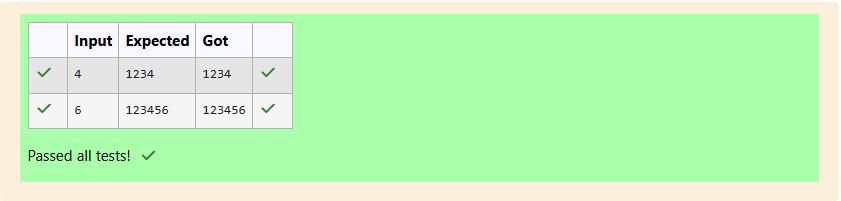 Input Expected Got
4 1234 1234
6 123456 123456
Passed all tests!